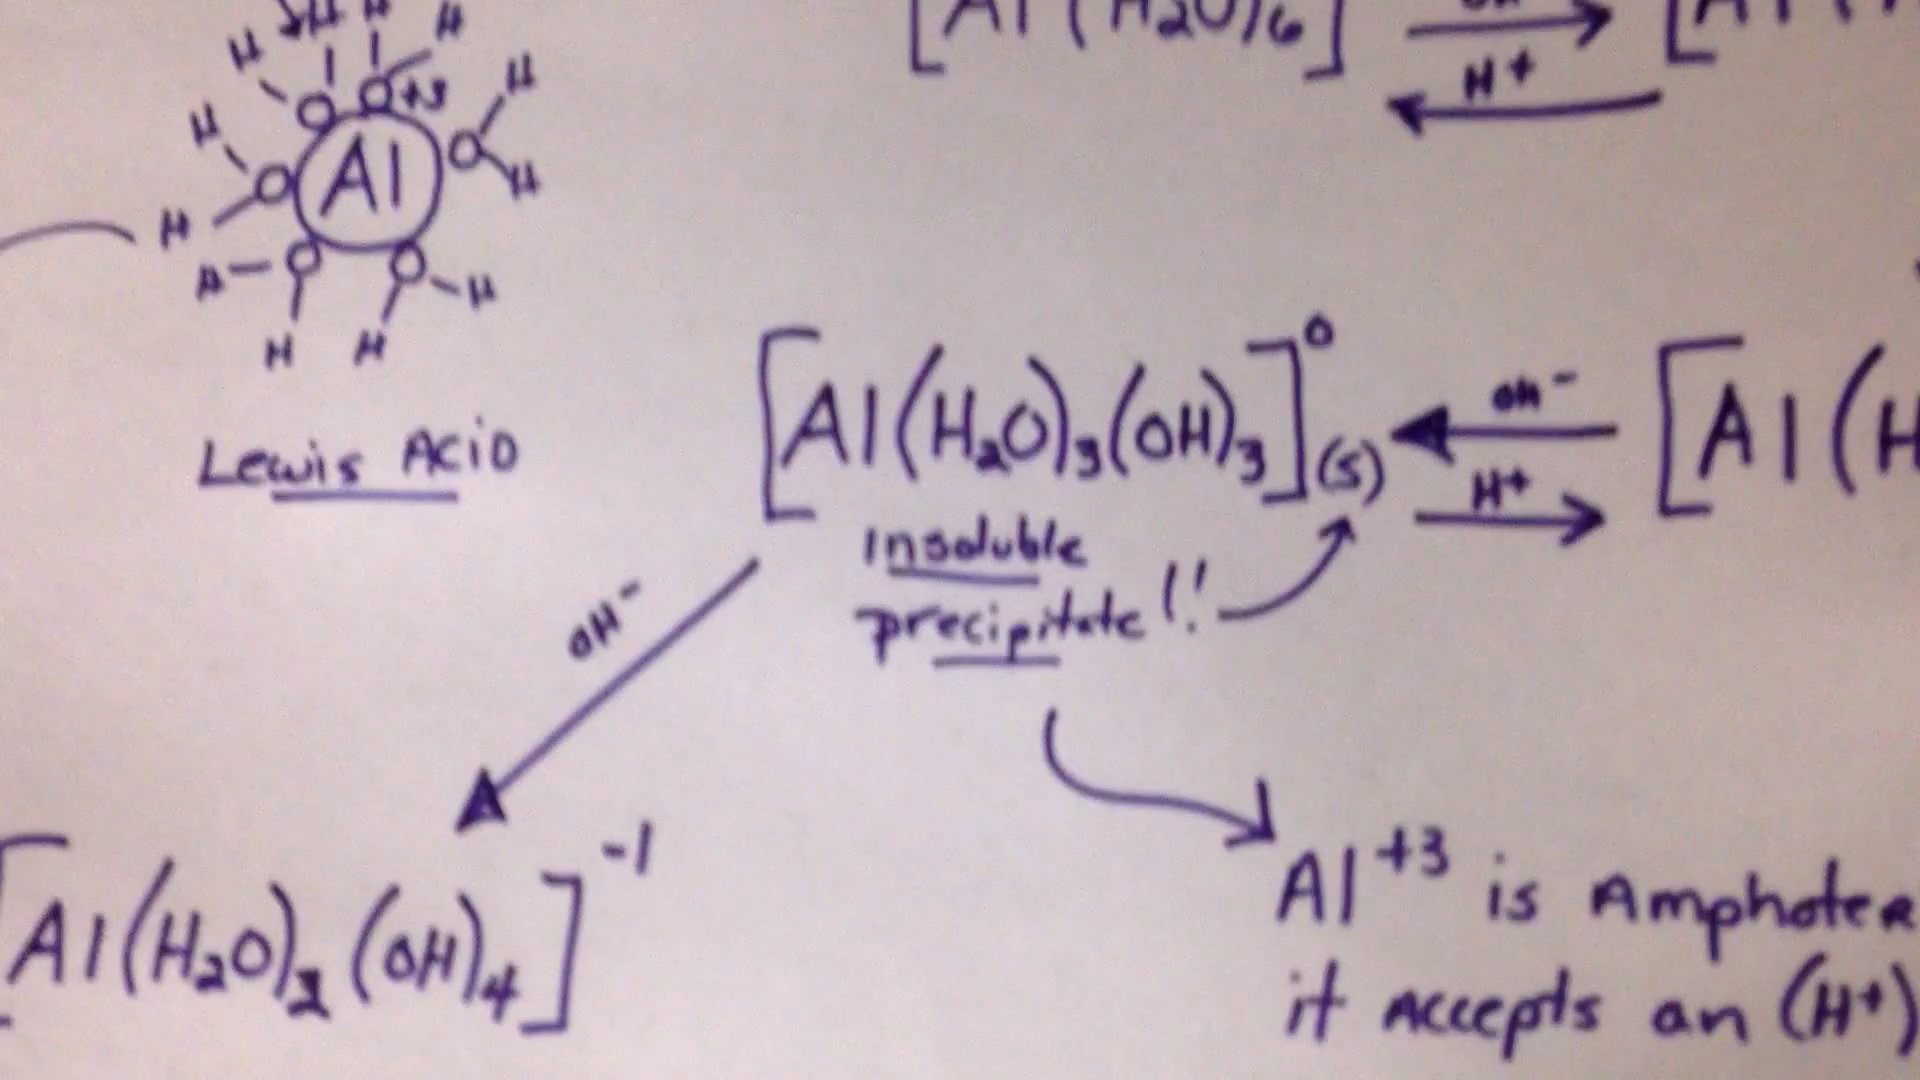 [Al(H2O)6]
H+
+3
Al
H H H H H H H H H H
O O O O O O
Lewis Acid
[Al(H2O)3(OH)3]⁰(s)
OH-
H+
[Al(H
insoluble
precipitate!!
OH-
[Al(H2O)2(OH)4]-1
Al+3 is Amphoter
it accepts an (H+)